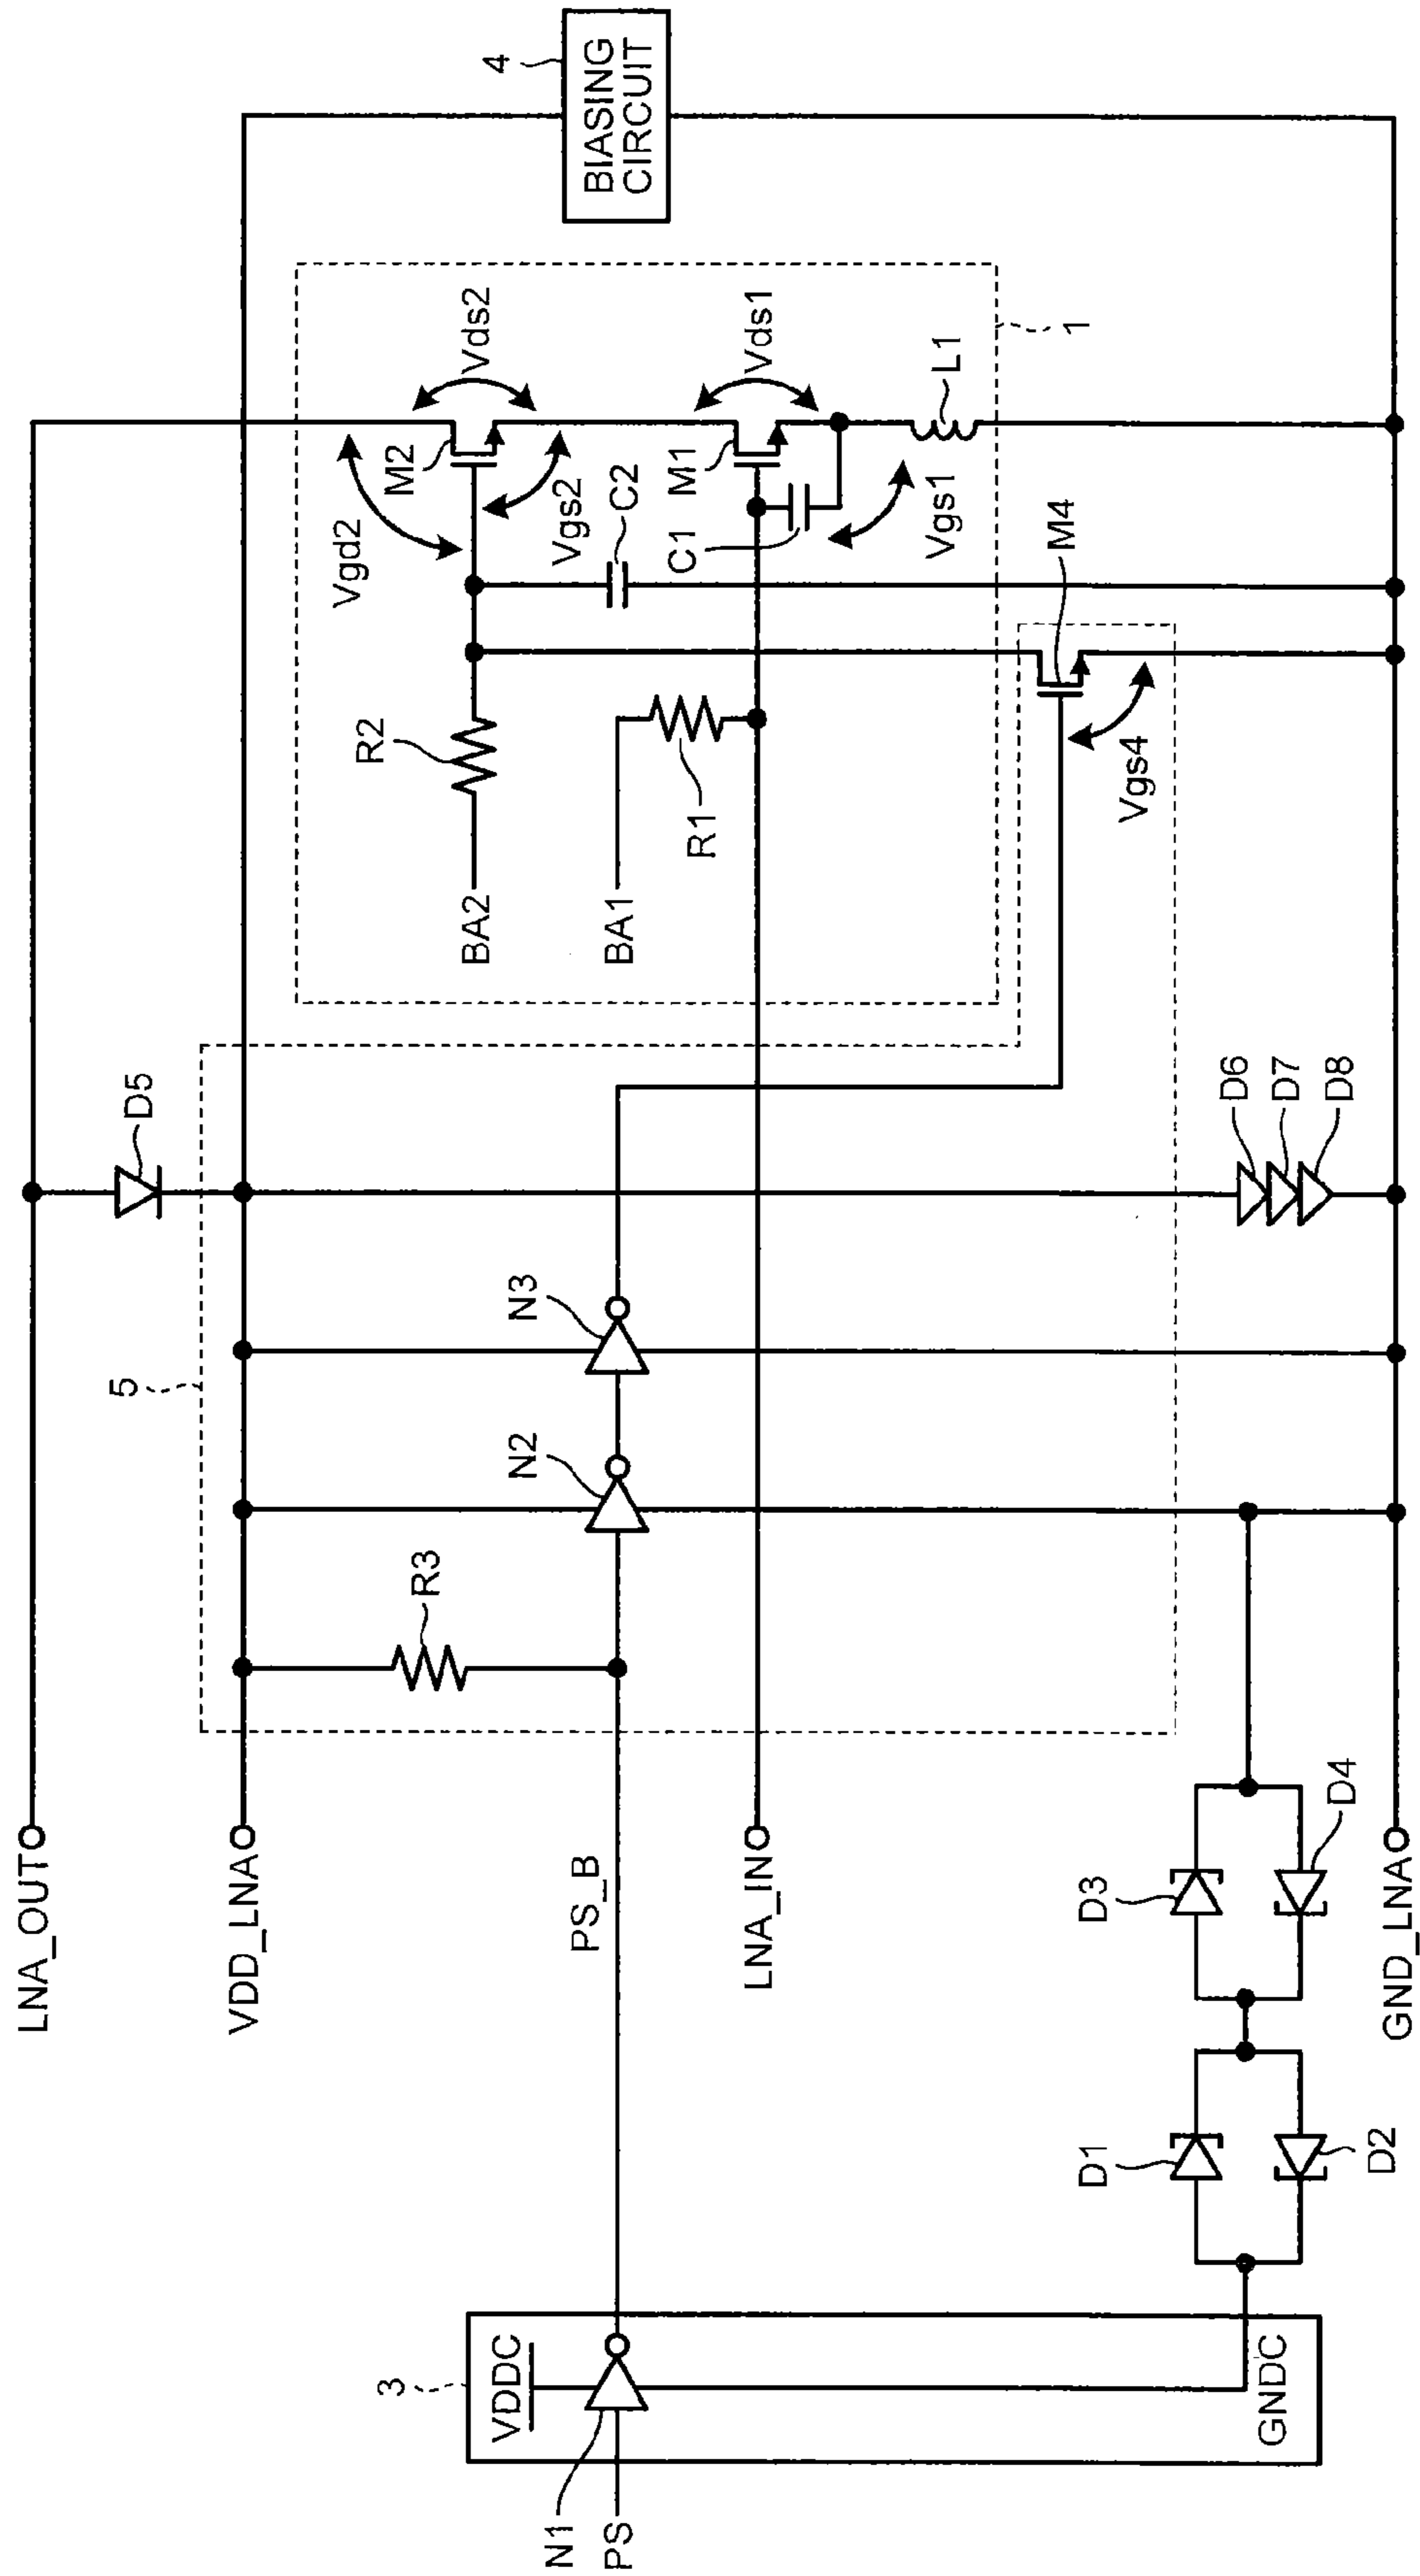 LNA_OUT
VDD_LNA
PS_B
LNA_IN
GND_LNA
3
VDDC
GNDC
N1
PS
D1
D2
D3
D4
5
R3
N2
N3
D5
D6
D7
D8
BA2
BA1
R2
R1
Vgd2
M2
Vds2
Vgs2
C2
M1
Vds1
C1
Vgs1
L1
M4
Vgs4
1
4
BIASING
CIRCUIT